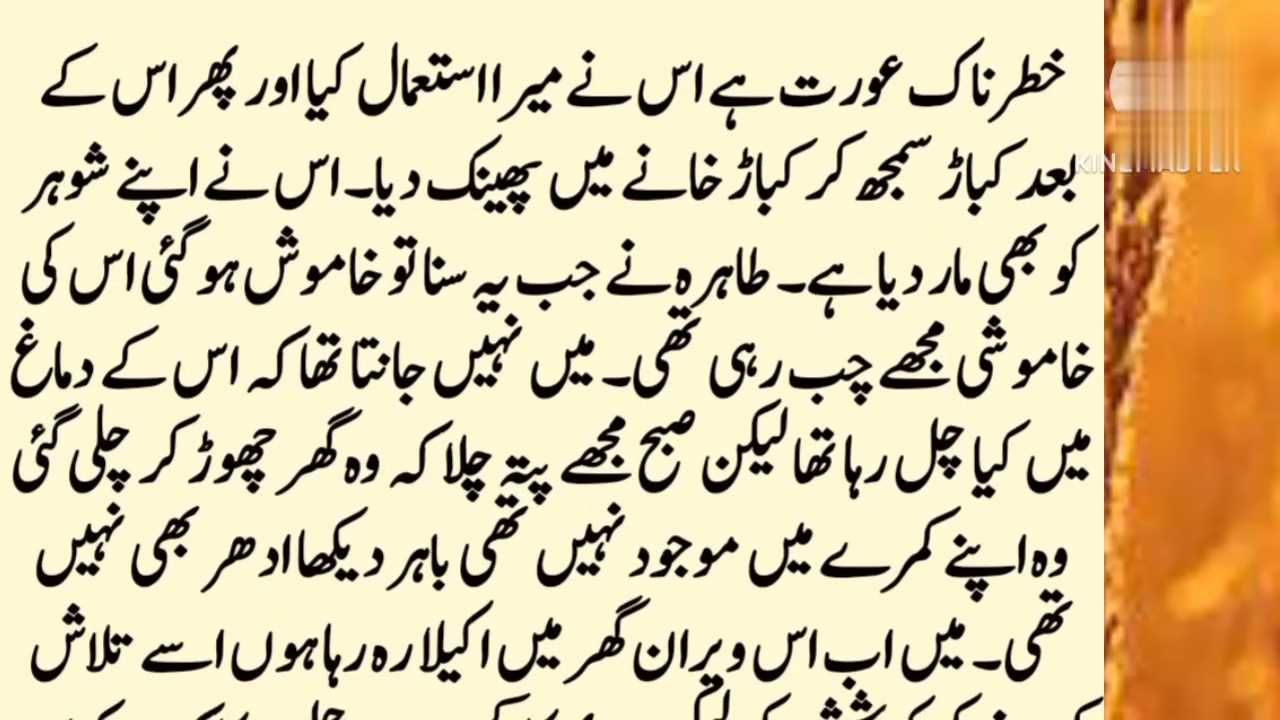 خطرناک عورت ہے اس نے میرا استعمال کیا اور پھر اس کے
بعد کباڑ سمجھ کر کباڑ خانے میں پھینک دیا۔ اس نے اپنے شوہر
کو بھی مار دیا ہے۔ طاہرہ نے جب یہ سنا تو خاموش ہو گئی اس کی
خاموشی مجھے چب رہی تھی۔ میں نہیں جانتا تھا کہ اس کے دماغ
میں کیا چل رہا تھا لیکن صبح مجھے پتہ چلا کہ وہ گھر چھوڑ کر چلی گئی
وہ اپنے کمرے میں موجود نہیں تھی باہر دیکھا ادھر بھی نہیں
تھی۔ میں اب اس ویران گھر میں اکیلا رہ رہا ہوں اسے تلاش
KINEMASTER